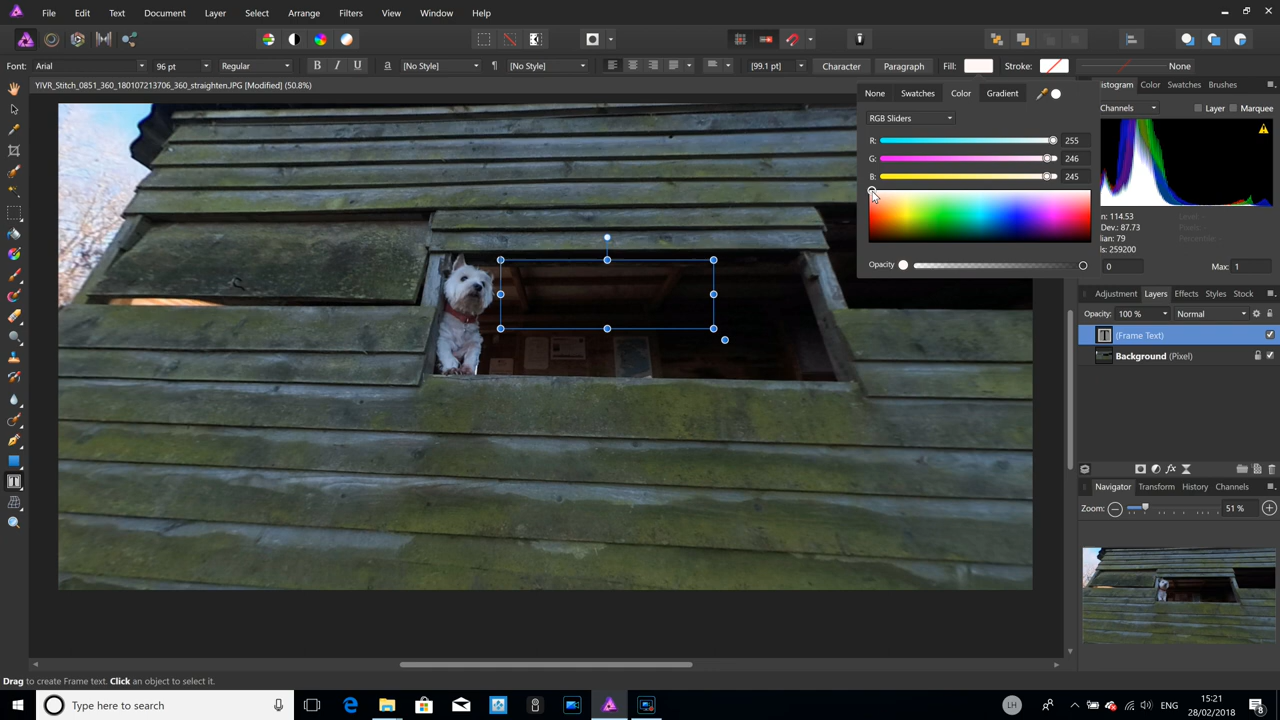 File Edit Text Document Layer Select Arrange Filters View Window Help
Font: Arial 96 pt Regular a [No Style] ¶ [No Style] [99.1 pt] Character Paragraph Fill: Stroke: None
YIVR_Stitch_0851_360_180107213706_360_straighten.JPG [Modified] (50.8%)
None Swatches Color Gradient
RGB Sliders
R: 255
G: 246
B: 245
Opacity
istogram Color Swatches Brushes
Channels Layer Marquee
n: 114.53 Level: -
Dev.: 87.73 Count: -
lian: 79 Percentile: -
ls: 259200
0 Max: 1
Adjustment Layers Effects Styles Stock
Opacity: 100 % Normal
(Frame Text)
Background (Pixel)
Navigator Transform History Channels
Zoom: 51 %
Drag to create Frame text. Click an object to select it.
Type here to search
LH
ENG
15:21
28/02/2018
8